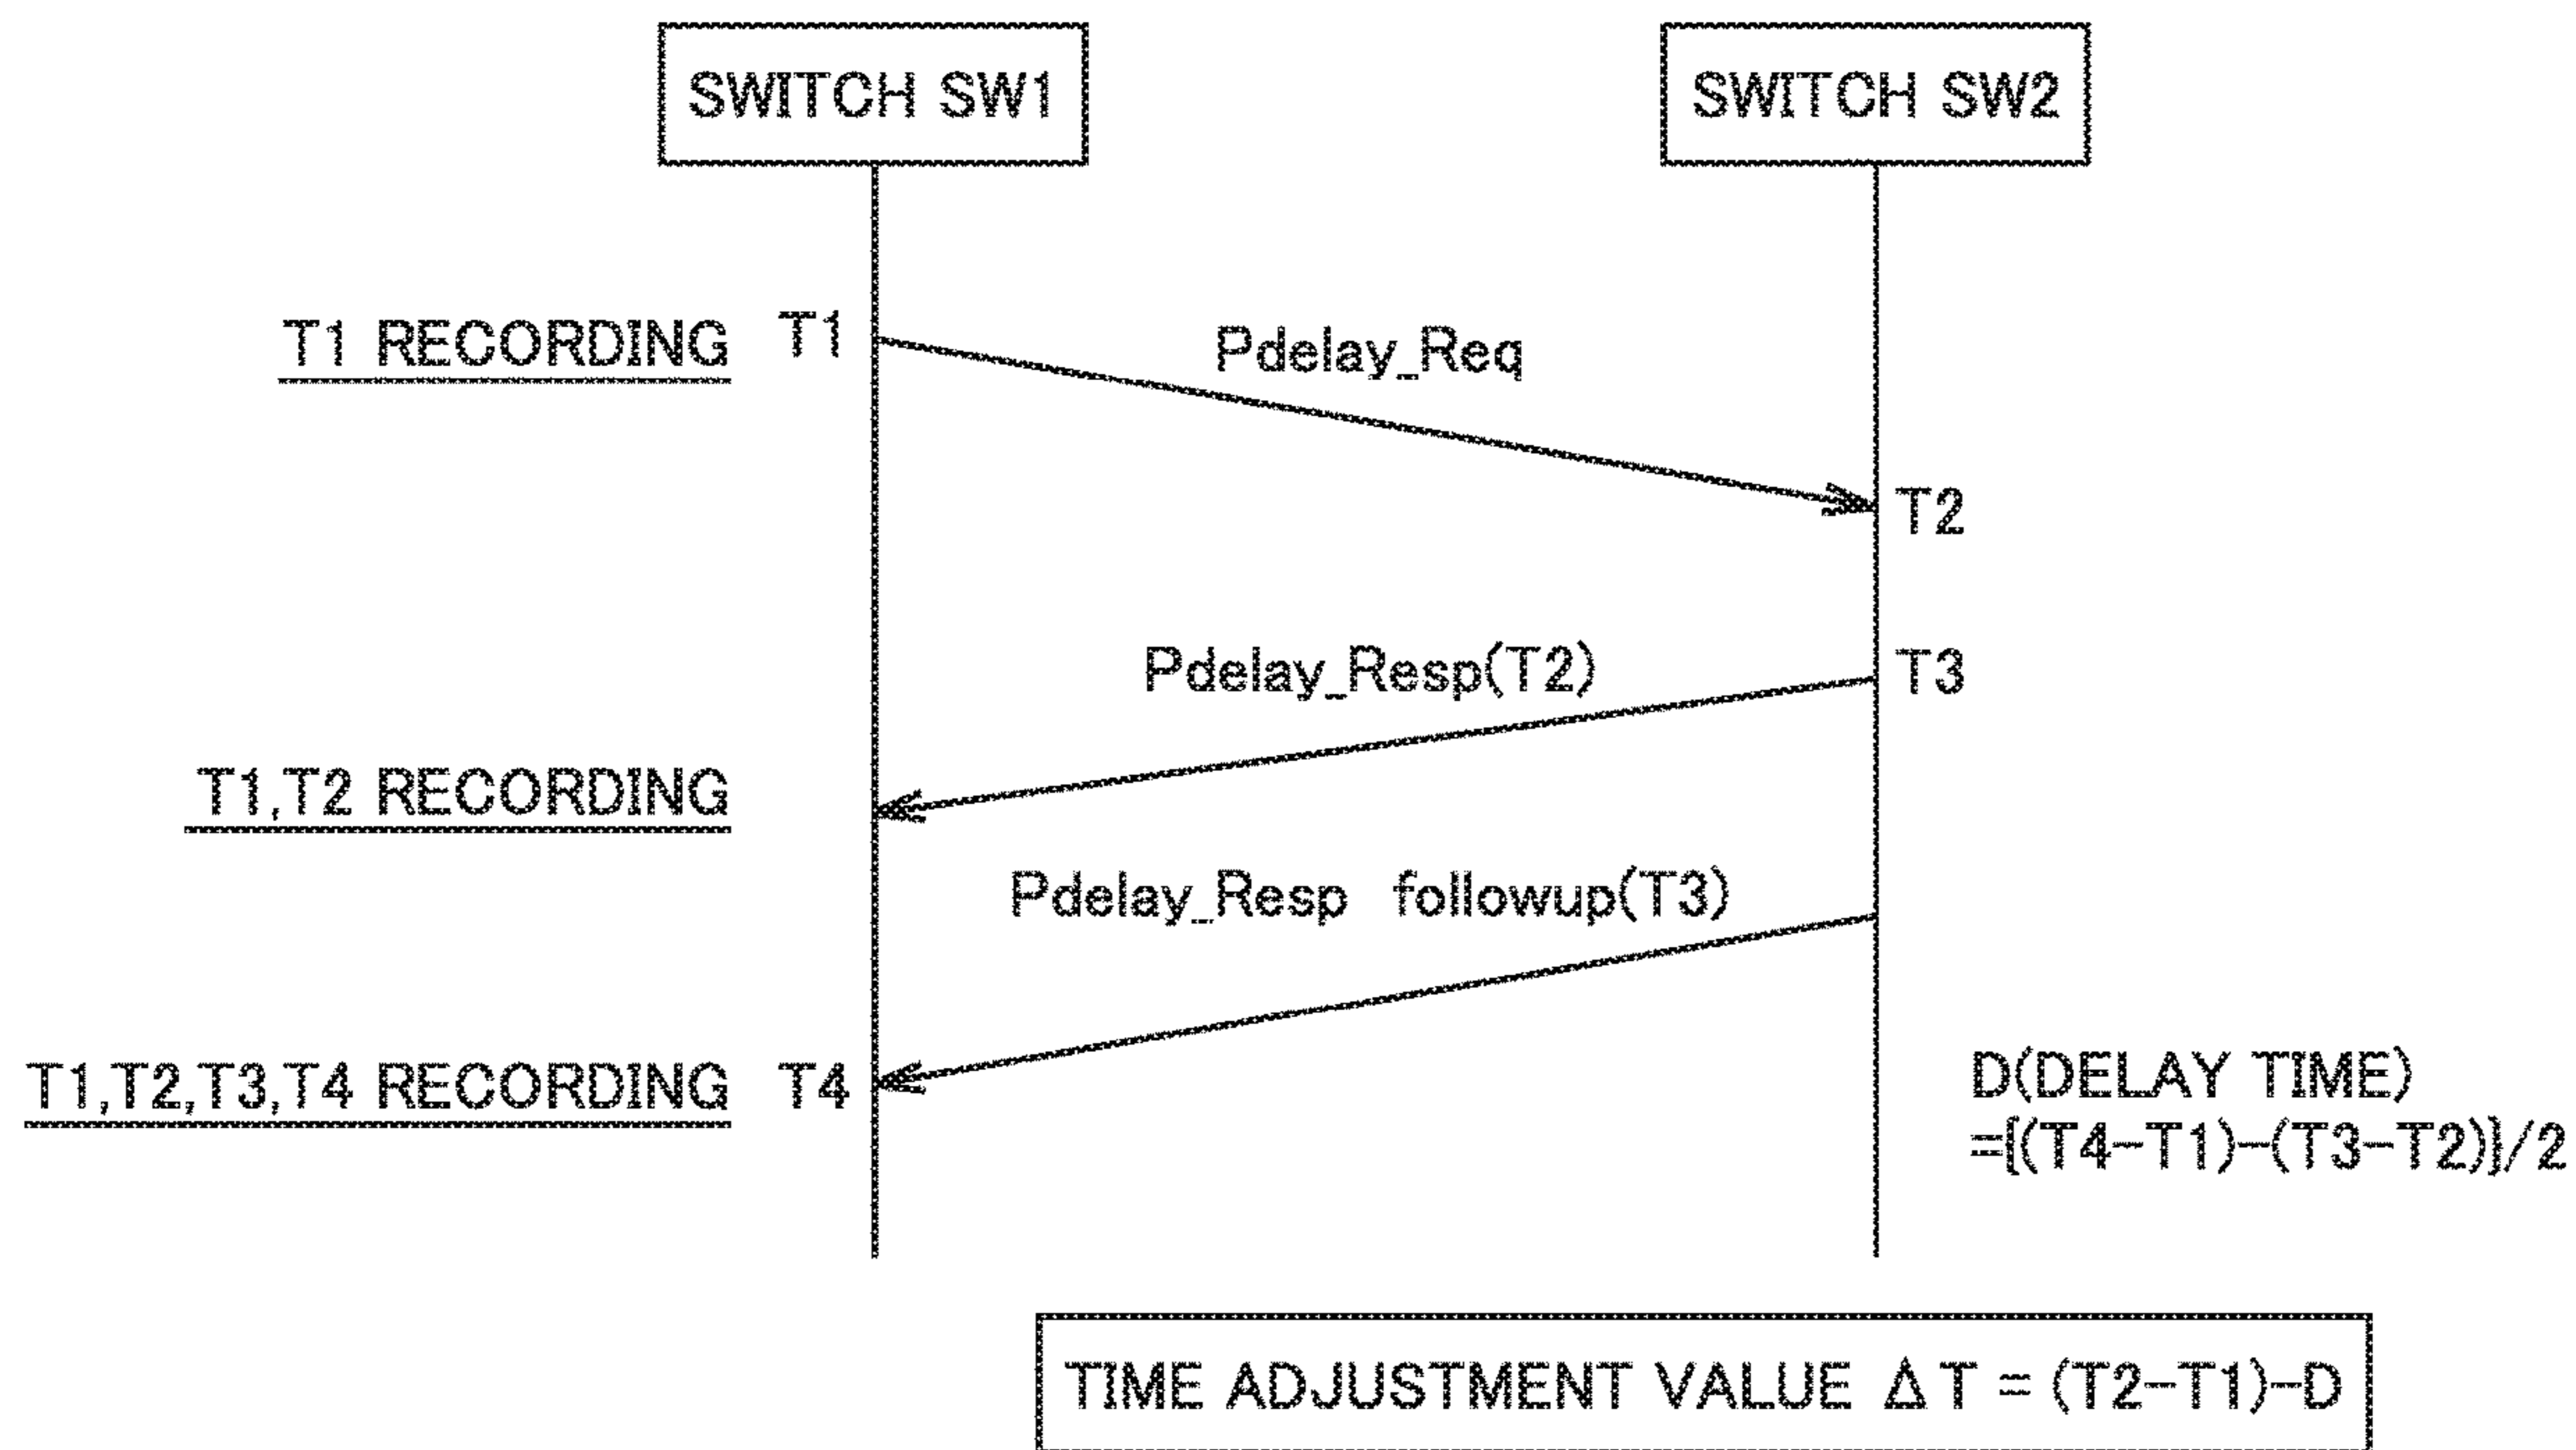 SWITCH SW1
SWITCH SW2
T1 RECORDING
T1
Pdelay_Req
T2
Pdelay_Resp(T2)
T3
T1,T2 RECORDING
Pdelay_Resp followup(T3)
T1,T2,T3,T4 RECORDING
T4
D(DELAY TIME)
=[(T4-T1)-(T3-T2)]/2
TIME ADJUSTMENT VALUE ΔT = (T2-T1)-D